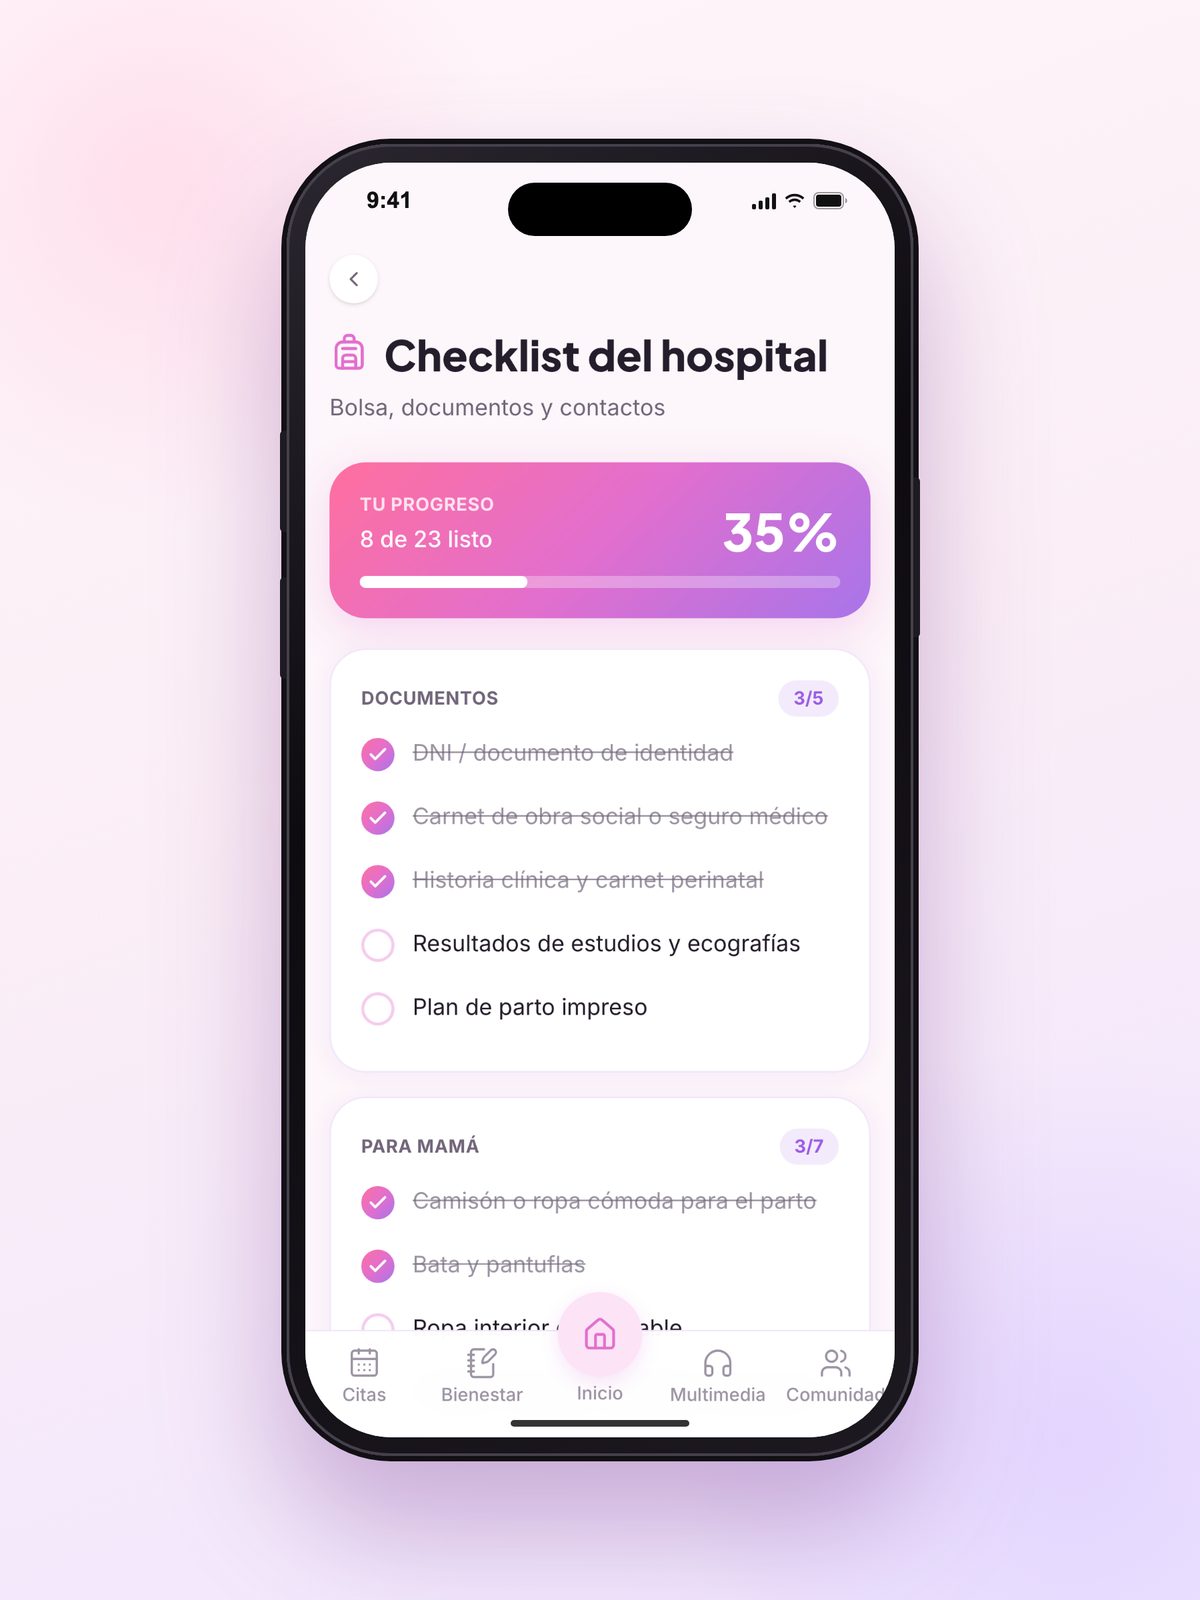 9:41
Checklist del hospital
Bolsa, documentos y contactos
TU PROGRESO
8 de 23 listo
35%
DOCUMENTOS
3/5
DNI / documento de identidad
Carnet de obra social o seguro médico
Historia clínica y carnet perinatal
Resultados de estudios y ecografías
Plan de parto impreso
PARA MAMÁ
3/7
Camisón o ropa cómoda para el parto
Bata y pantuflas
Ropa interior
Citas
Bienestar
Inicio
Multimedia
Comunidad